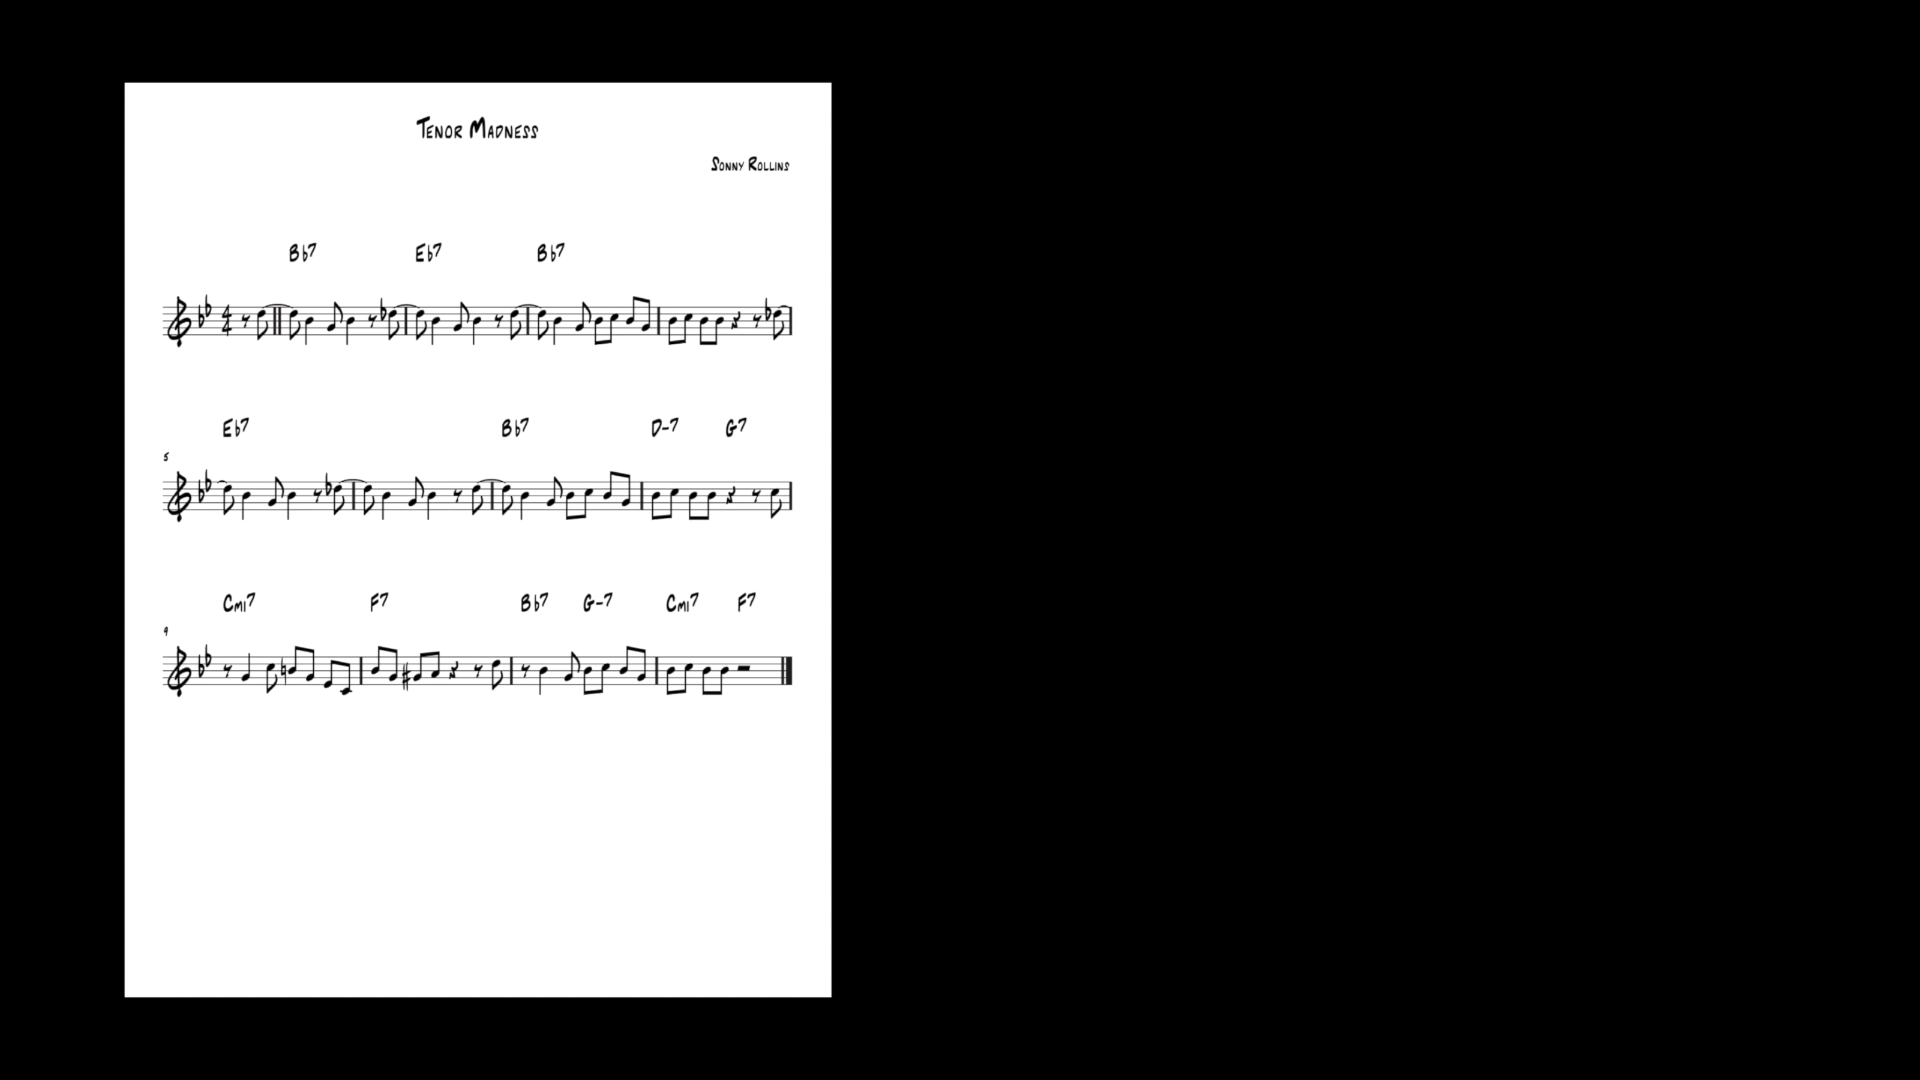 Tenor Madness
Sonny Rollins
Bb7 Eb7 Bb7
5
Eb7 Bb7 D-7 G7
9
Cmi7 F7 Bb7 G-7 Cmi7 F7